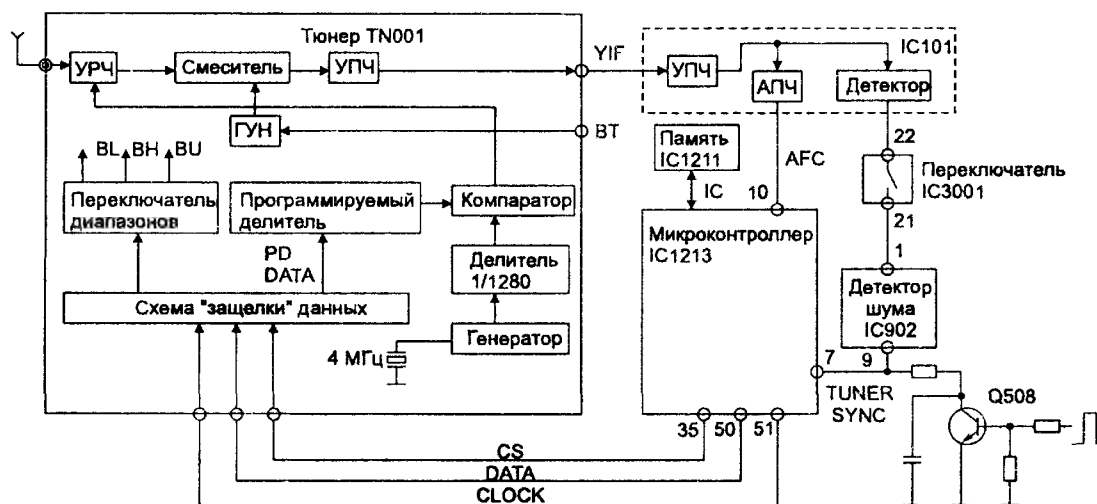 Тюнер TN001
УРЧ
Смеситель
УПЧ
YIF
УПЧ
IC101
АПЧ
Детектор
ГУН
BT
BL
BH
BU
Память
IC1211
AFC
22
Переключатель
IC3001
IC
10
21
Переключатель
диапазонов
Программируемый
делитель
Компаратор
Микроконтроллер
IC1213
1
PD
DATA
Делитель
1/1280
Детектор
шума
IC902
Схема "защелки" данных
Генератор
4 МГц
7
9
TUNER
SYNC
Q508
35
50
51
CS
DATA
CLOCK